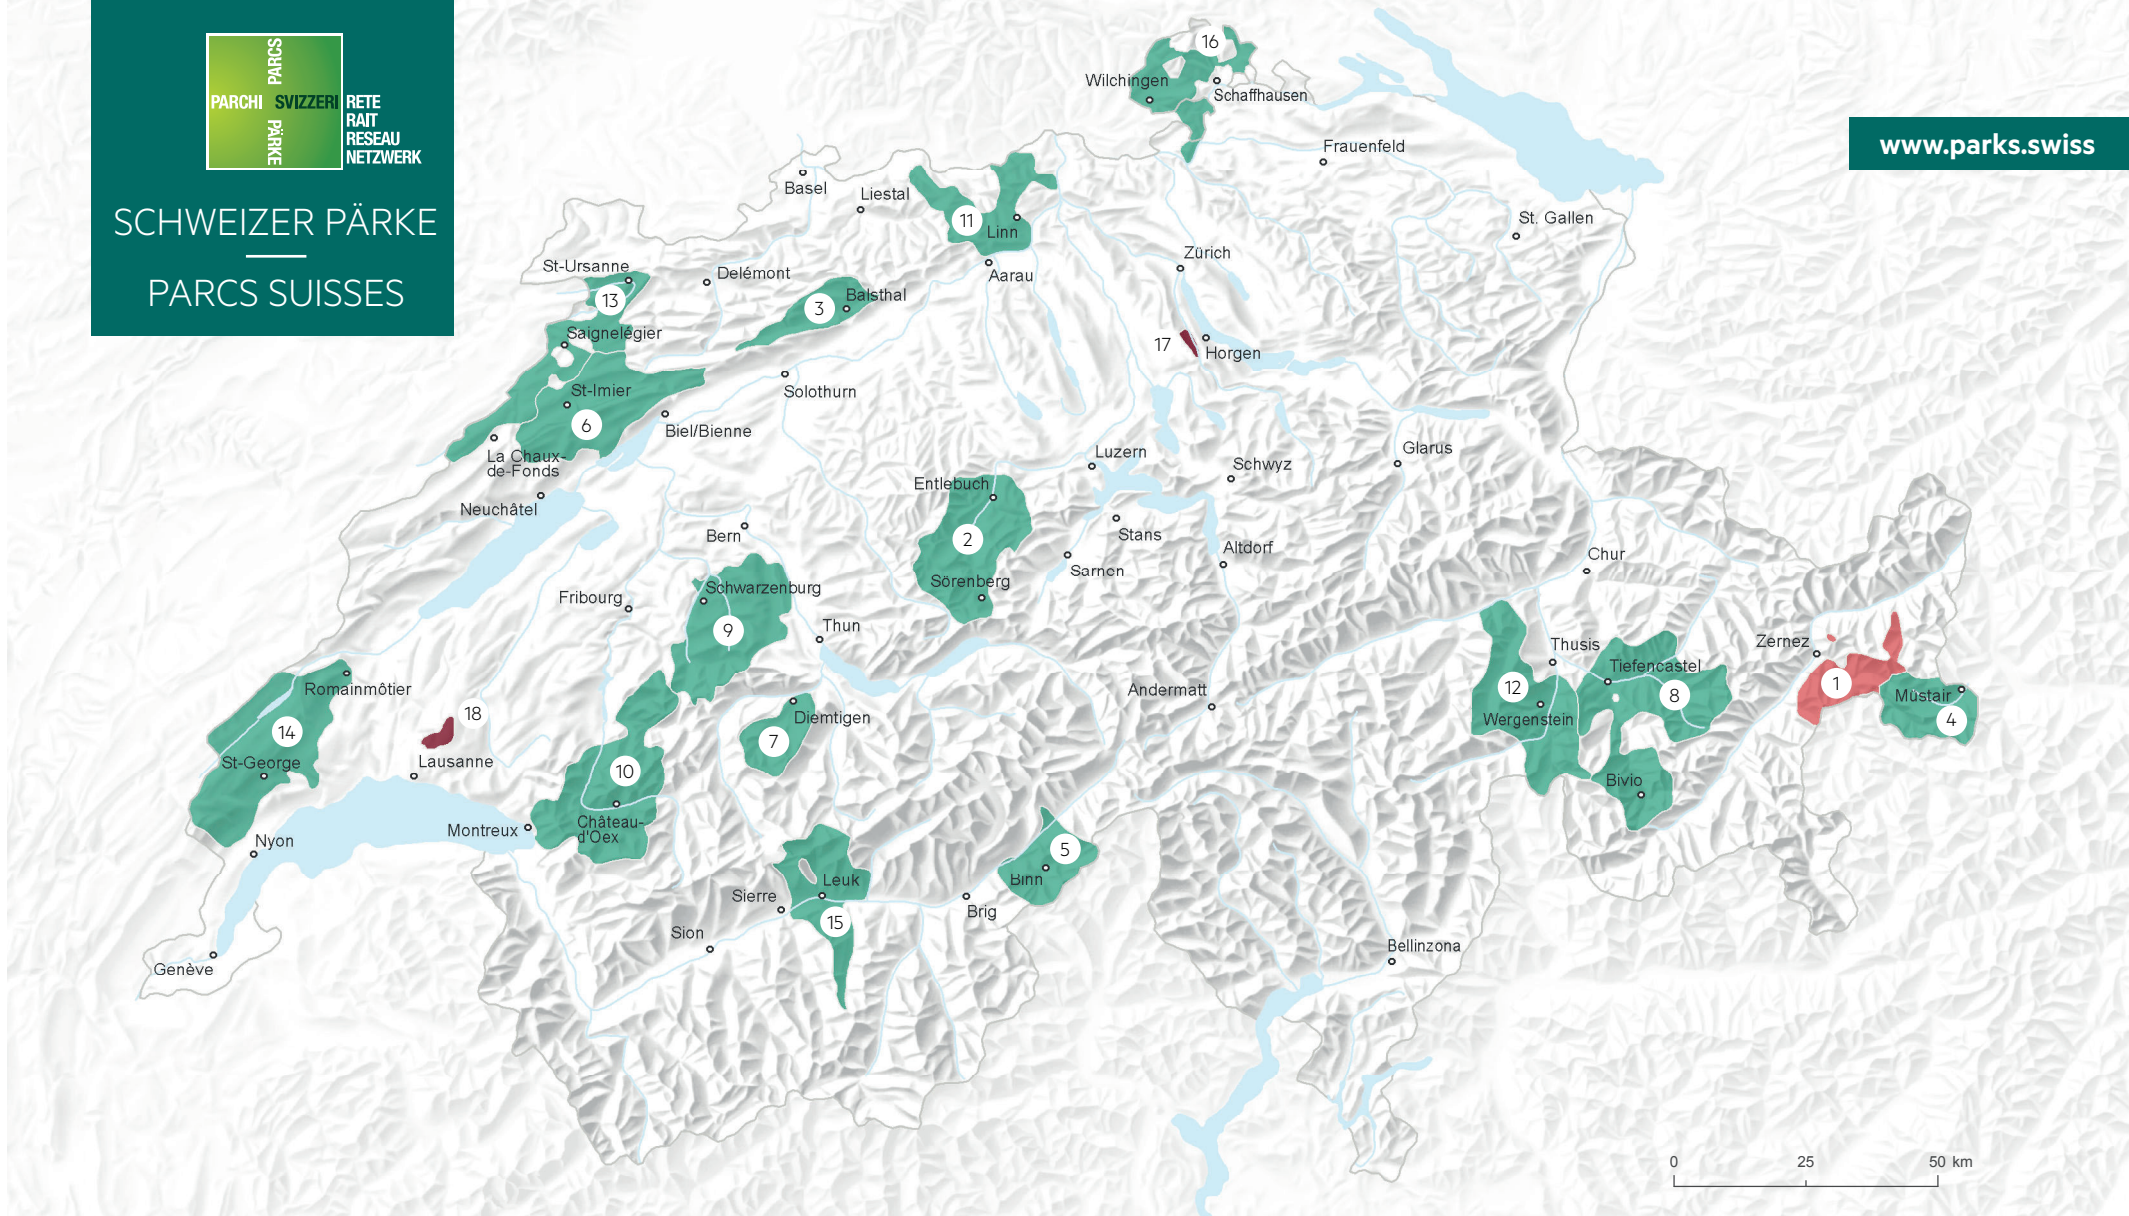 PARCS
PARCHI SVIZZERI
PÄRKE
RETE
RAIT
RESEAU
NETZWERK
SCHWEIZER PÄRKE
PARCS SUISSES
www.parks.swiss
16
Wilchingen
Schaffhausen
Frauenfeld
Basel
Liestal
11
Linn
St. Gallen
Aarau
Zürich
St-Ursanne
13
Delémont
3
Balsthal
Saignelégier
17
Horgen
St-Imier
6
Solothurn
Biel/Bienne
La Chaux-
de-Fonds
Neuchâtel
Luzern
Schwyz
Glarus
Entlebuch
2
Sörenberg
Stans
Sarnen
Altdorf
Bern
Chur
Fribourg
Schwarzenburg
9
Thun
Zernez
1
Müstair
4
Thusis
Tiefencastel
8
12
Wergenstein
Bivio
Andermatt
Romainmôtier
14
St-George
18
Lausanne
Diemtigen
7
10
Château-
d'Oex
Montreux
Nyon
Genève
5
Binn
Leuk
Sierre
15
Brig
Sion
Bellinzona
0 25 50 km